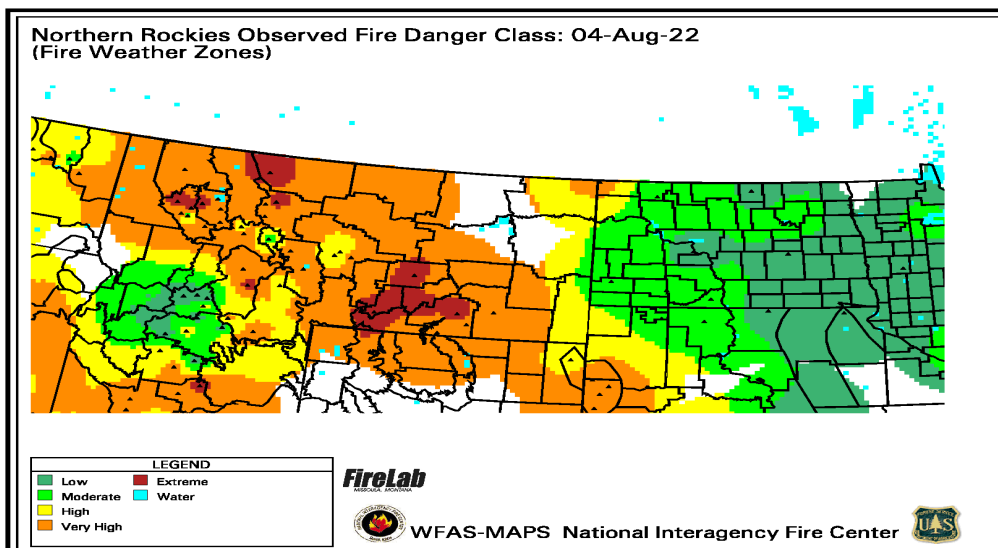 Northern Rockies Observed Fire Danger Class: 04-Aug-22
(Fire Weather Zones)
LEGEND
Low
Moderate
High
Very High
Extreme
Water
FireLab
MISSOULA, MONTANA
WFAS-MAPS National Interagency Fire Center
U S